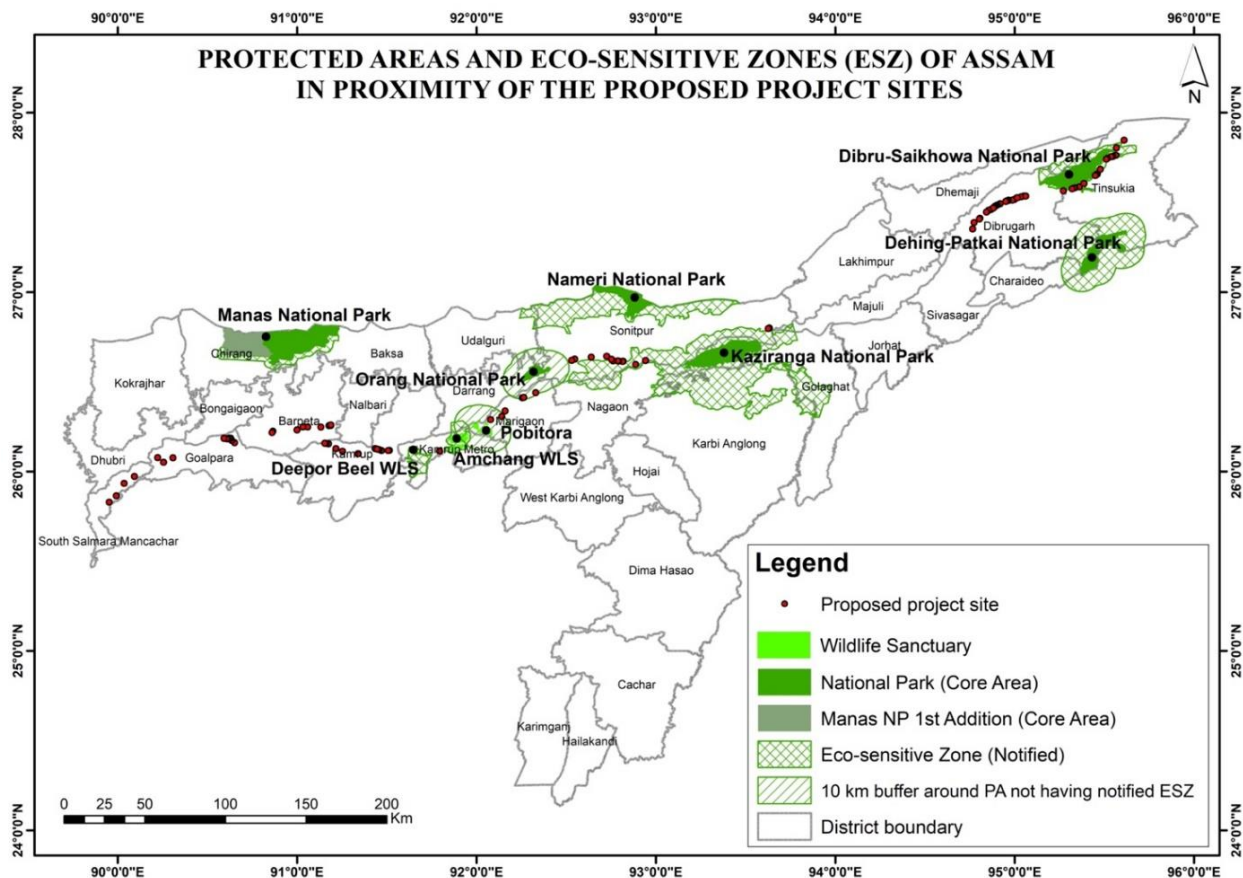 90°0'0"E 91°0'0"E 92°0'0"E 93°0'0"E 94°0'0"E 95°0'0"E 96°0'0"E
PROTECTED AREAS AND ECO-SENSITIVE ZONES (ESZ) OF ASSAM
IN PROXIMITY OF THE PROPOSED PROJECT SITES
N
28°0'0"N
28°0'0"N
Dibru-Saikhowa National Park
Dhemaji
Tinsukia
Dibrugarh
Dehing-Patkai National Park
Lakhimpur
Charaideo
Nameri National Park
27°0'0"N
27°0'0"N
Majuli
Sivasagar
Manas National Park
Sonitpur
Udalguri
Jorhat
Chirang
Baksa
Kaziranga National Park
Kokrajhar
Orang National Park
Golaghat
Darrang
Bongaigaon
Nalbari
Nagaon
Barpeta
Marigaon
Karbi Anglong
Pobitora
Dhubri
Goalpara
Kamrup
Kamrup Metro
Amchang WLS
Deepor Beel WLS
Hojai
26°0'0"N
26°0'0"N
West Karbi Anglong
South Salmara Mancachar
Dima Hasao
25°0'0"N
25°0'0"N
Cachar
Karimganj
Hailakandi
Legend
Proposed project site
Wildlife Sanctuary
National Park (Core Area)
Manas NP 1st Addition (Core Area)
Eco-sensitive Zone (Notified)
10 km buffer around PA not having notified ESZ
District boundary
0 25 50 100 150 200
Km
24°0'0"N
24°0'0"N
90°0'0"E 91°0'0"E 92°0'0"E 93°0'0"E 94°0'0"E 95°0'0"E 96°0'0"E